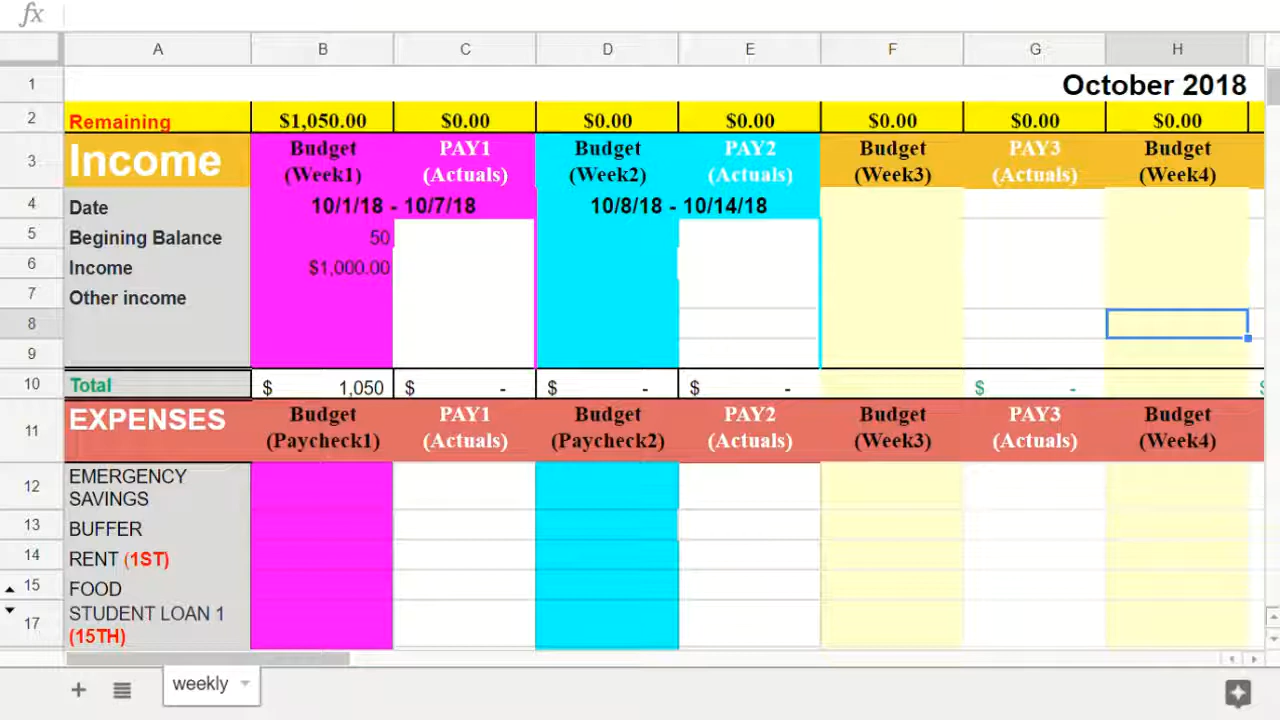 fx
A B C D E F G H
1 October 2018
2 Remaining $1,050.00 $0.00 $0.00 $0.00 $0.00 $0.00 $0.00
3 Income Budget (Week1) PAY1 (Actuals) Budget (Week2) PAY2 (Actuals) Budget (Week3) PAY3 (Actuals) Budget (Week4)
4 Date 10/1/18 - 10/7/18 10/8/18 - 10/14/18
5 Begining Balance 50
6 Income $1,000.00
7 Other income
8
9
10 Total $ 1,050 $ - $ - $ - $ -
11 EXPENSES Budget (Paycheck1) PAY1 (Actuals) Budget (Paycheck2) PAY2 (Actuals) Budget (Week3) PAY3 (Actuals) Budget (Week4)
12 EMERGENCY SAVINGS
13 BUFFER
14 RENT (1ST)
15 FOOD
17 STUDENT LOAN 1 (15TH)
weekly